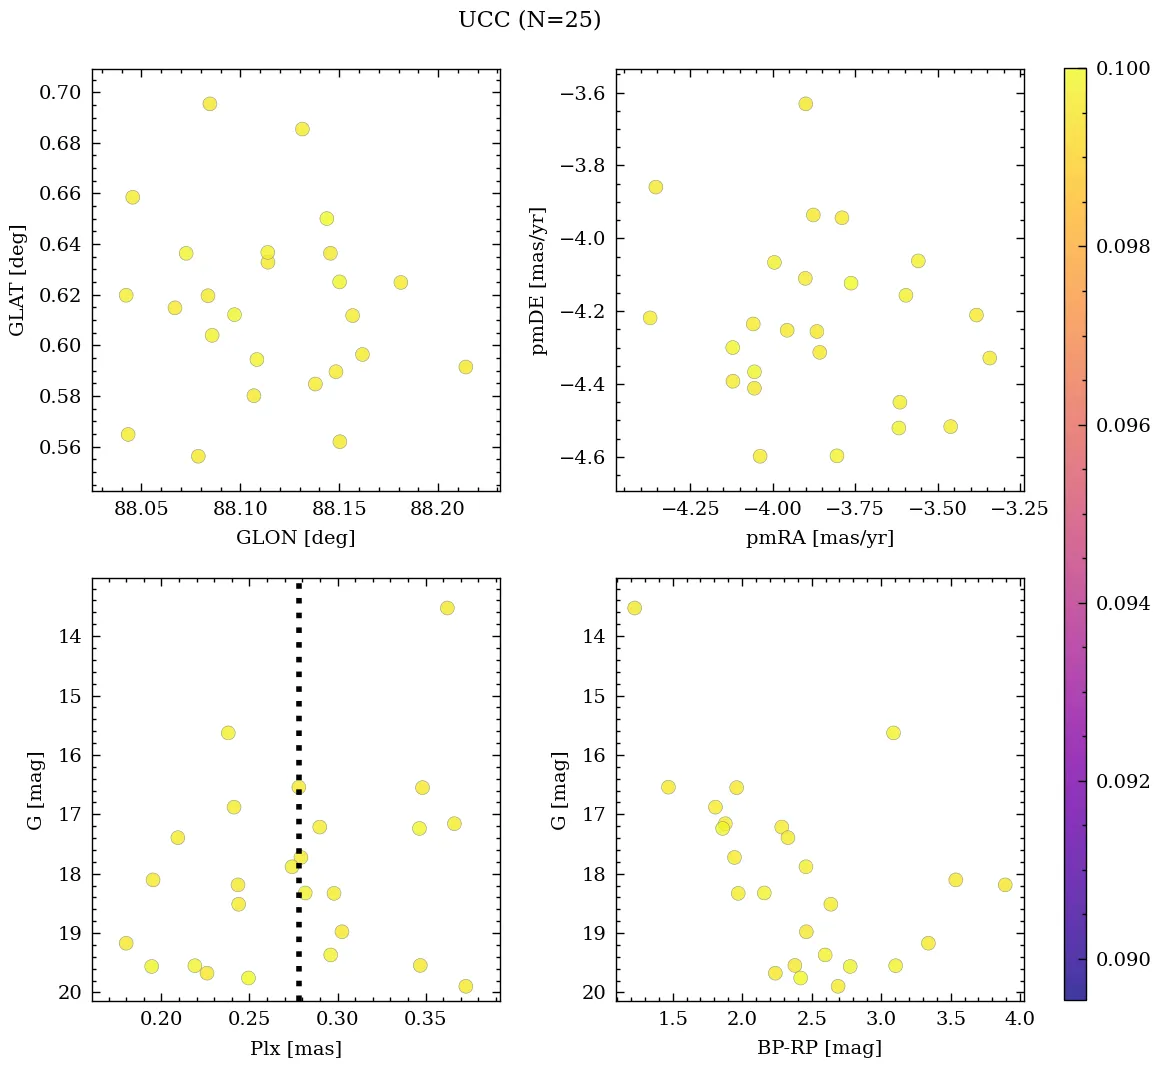 UCC (N=25)
0.70
0.68
0.66
0.64
0.62
0.60
0.58
0.56
GLAT [deg]
88.05 88.10 88.15 88.20
GLON [deg]
−3.6
−3.8
−4.0
−4.2
−4.4
−4.6
pmDE [mas/yr]
−4.25 −4.00 −3.75 −3.50 −3.25
pmRA [mas/yr]
14
15
16
17
18
19
20
G [mag]
0.20 0.25 0.30 0.35
Plx [mas]
14
15
16
17
18
19
20
G [mag]
1.5 2.0 2.5 3.0 3.5 4.0
BP-RP [mag]
0.100
0.098
0.096
0.094
0.092
0.090